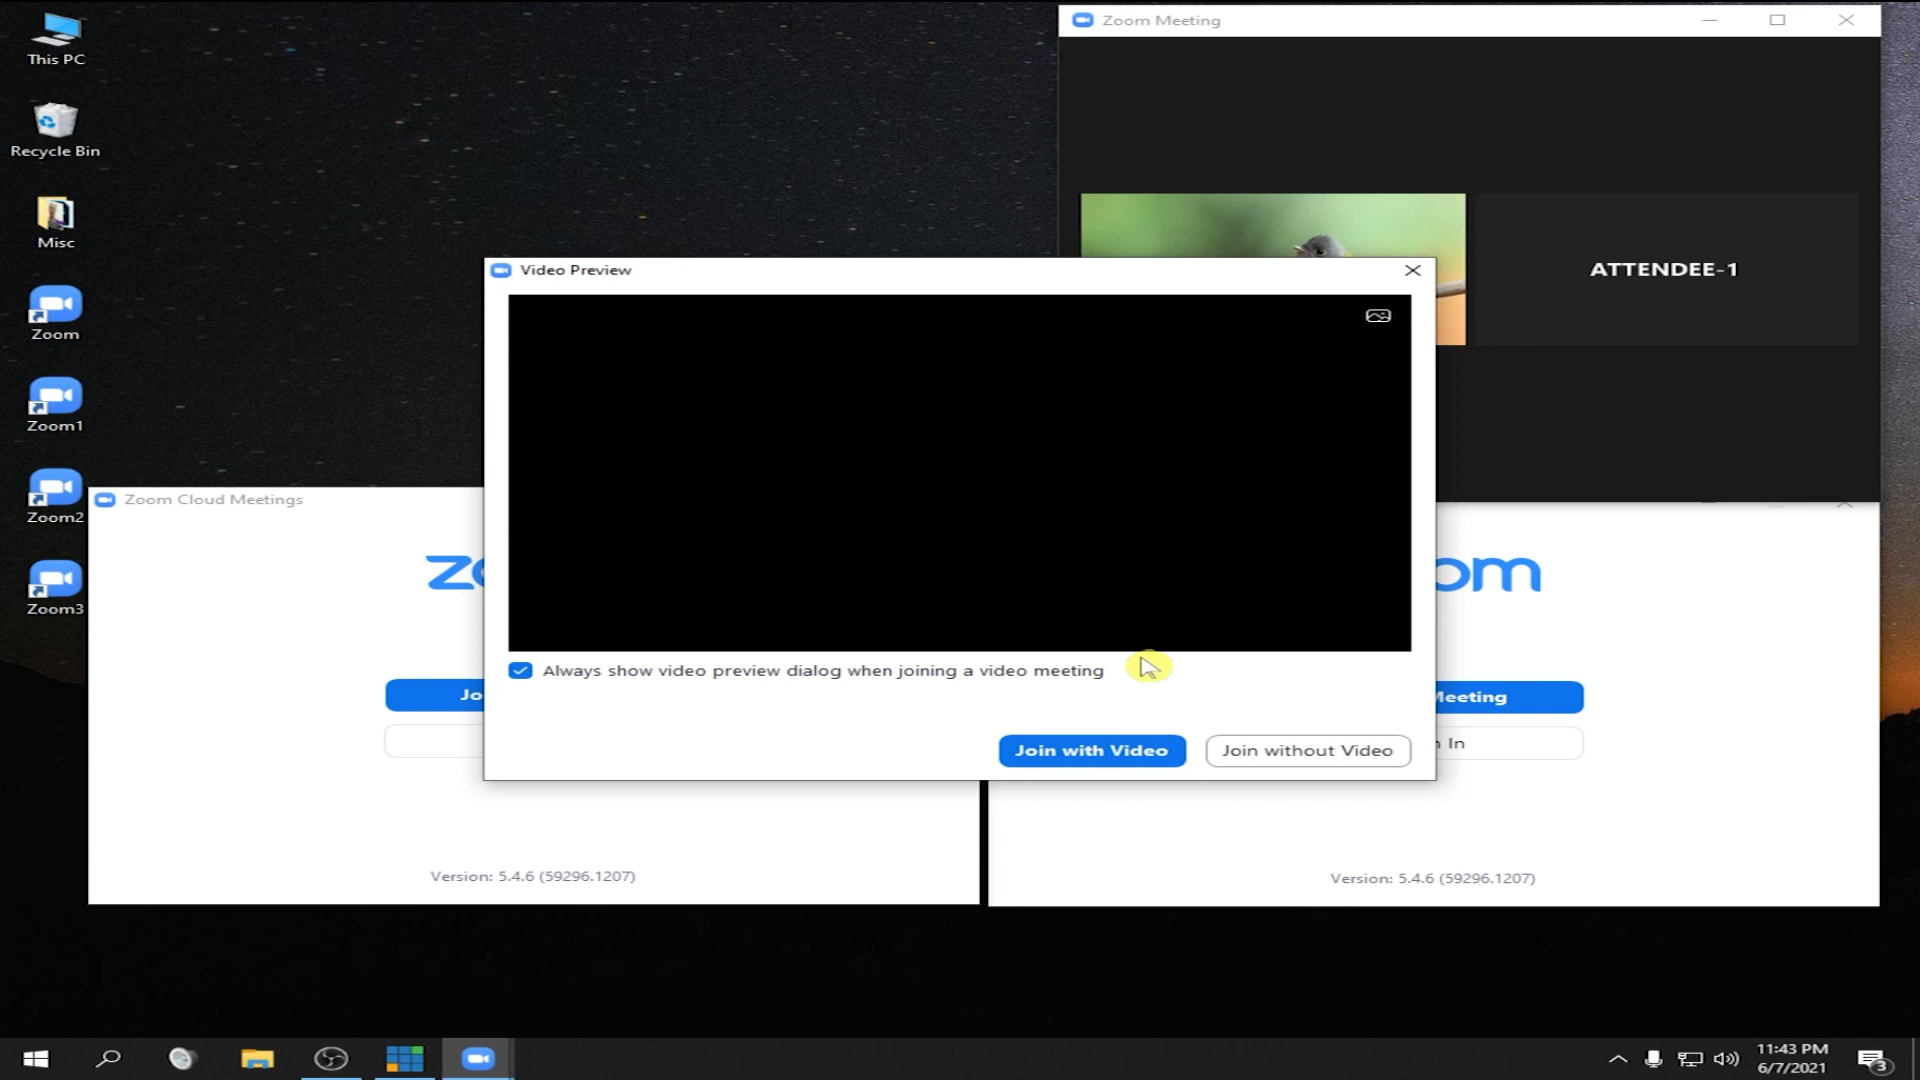 This PC
Recycle Bin
Misc
Zoom
Zoom1
Zoom2
Zoom3
Zoom Meeting
ATTENDEE-1
Video Preview
Always show video preview dialog when joining a video meeting
Join with Video
Join without Video
Zoom Cloud Meetings
Version: 5.4.6 (59296.1207)
om
Meeting
In
Version: 5.4.6 (59296.1207)
11:43 PM
6/7/2021
3